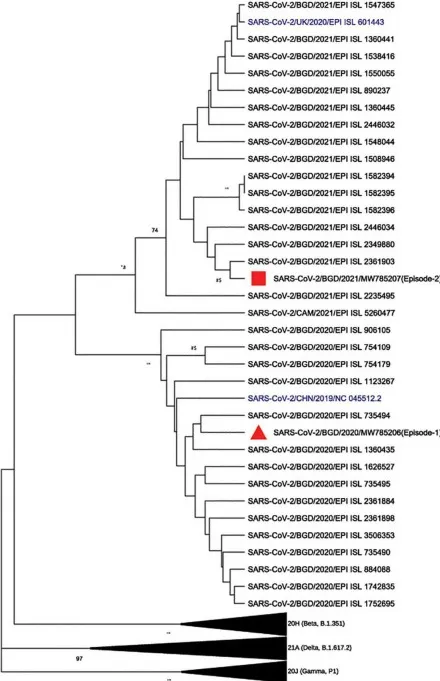 SARS-CoV-2/BGD/2021/EPI ISL 1547365
SARS-CoV-2/UK/2020/EPI ISL 601443
SARS-CoV-2/BGD/2021/EPI ISL 1360441
SARS-CoV-2/BGD/2021/EPI ISL 1538416
SARS-CoV-2/BGD/2021/EPI ISL 1550055
SARS-CoV-2/BGD/2021/EPI ISL 890237
SARS-CoV-2/BGD/2021/EPI ISL 1360445
SARS-CoV-2/BGD/2021/EPI ISL 2446032
SARS-CoV-2/BGD/2021/EPI ISL 1548044
SARS-CoV-2/BGD/2021/EPI ISL 1508946
SARS-CoV-2/BGD/2021/EPI ISL 1582394
SARS-CoV-2/BGD/2021/EPI ISL 1582395
SARS-CoV-2/BGD/2021/EPI ISL 1582396
SARS-CoV-2/BGD/2021/EPI ISL 2446034
74
SARS-CoV-2/BGD/2021/EPI ISL 2349880
SARS-CoV-2/BGD/2021/EPI ISL 2361903
SARS-CoV-2/BGD/2021/MW785207(Episode-2)
SARS-CoV-2/BGD/2021/EPI ISL 2235495
SARS-CoV-2/CAM/2021/EPI ISL 5260477
SARS-CoV-2/BGD/2020/EPI ISL 906105
SARS-CoV-2/BGD/2020/EPI ISL 754109
SARS-CoV-2/BGD/2020/EPI ISL 754179
SARS-CoV-2/BGD/2020/EPI ISL 1123267
SARS-CoV-2/CHN/2019/NC 045512.2
SARS-CoV-2/BGD/2020/EPI ISL 735494
SARS-CoV-2/BGD/2020/MW785206(Episode-1)
SARS-CoV-2/BGD/2020/EPI ISL 1360435
SARS-CoV-2/BGD/2020/EPI ISL 1626527
SARS-CoV-2/BGD/2020/EPI ISL 735495
SARS-CoV-2/BGD/2020/EPI ISL 2361884
SARS-CoV-2/BGD/2020/EPI ISL 2361898
SARS-CoV-2/BGD/2020/EPI ISL 3506353
SARS-CoV-2/BGD/2020/EPI ISL 735490
SARS-CoV-2/BGD/2020/EPI ISL 884088
SARS-CoV-2/BGD/2020/EPI ISL 1742835
SARS-CoV-2/BGD/2020/EPI ISL 1752695
20H (Beta, B.1.351)
21A (Delta, B.1.617.2)
97
20J (Gamma, P1)